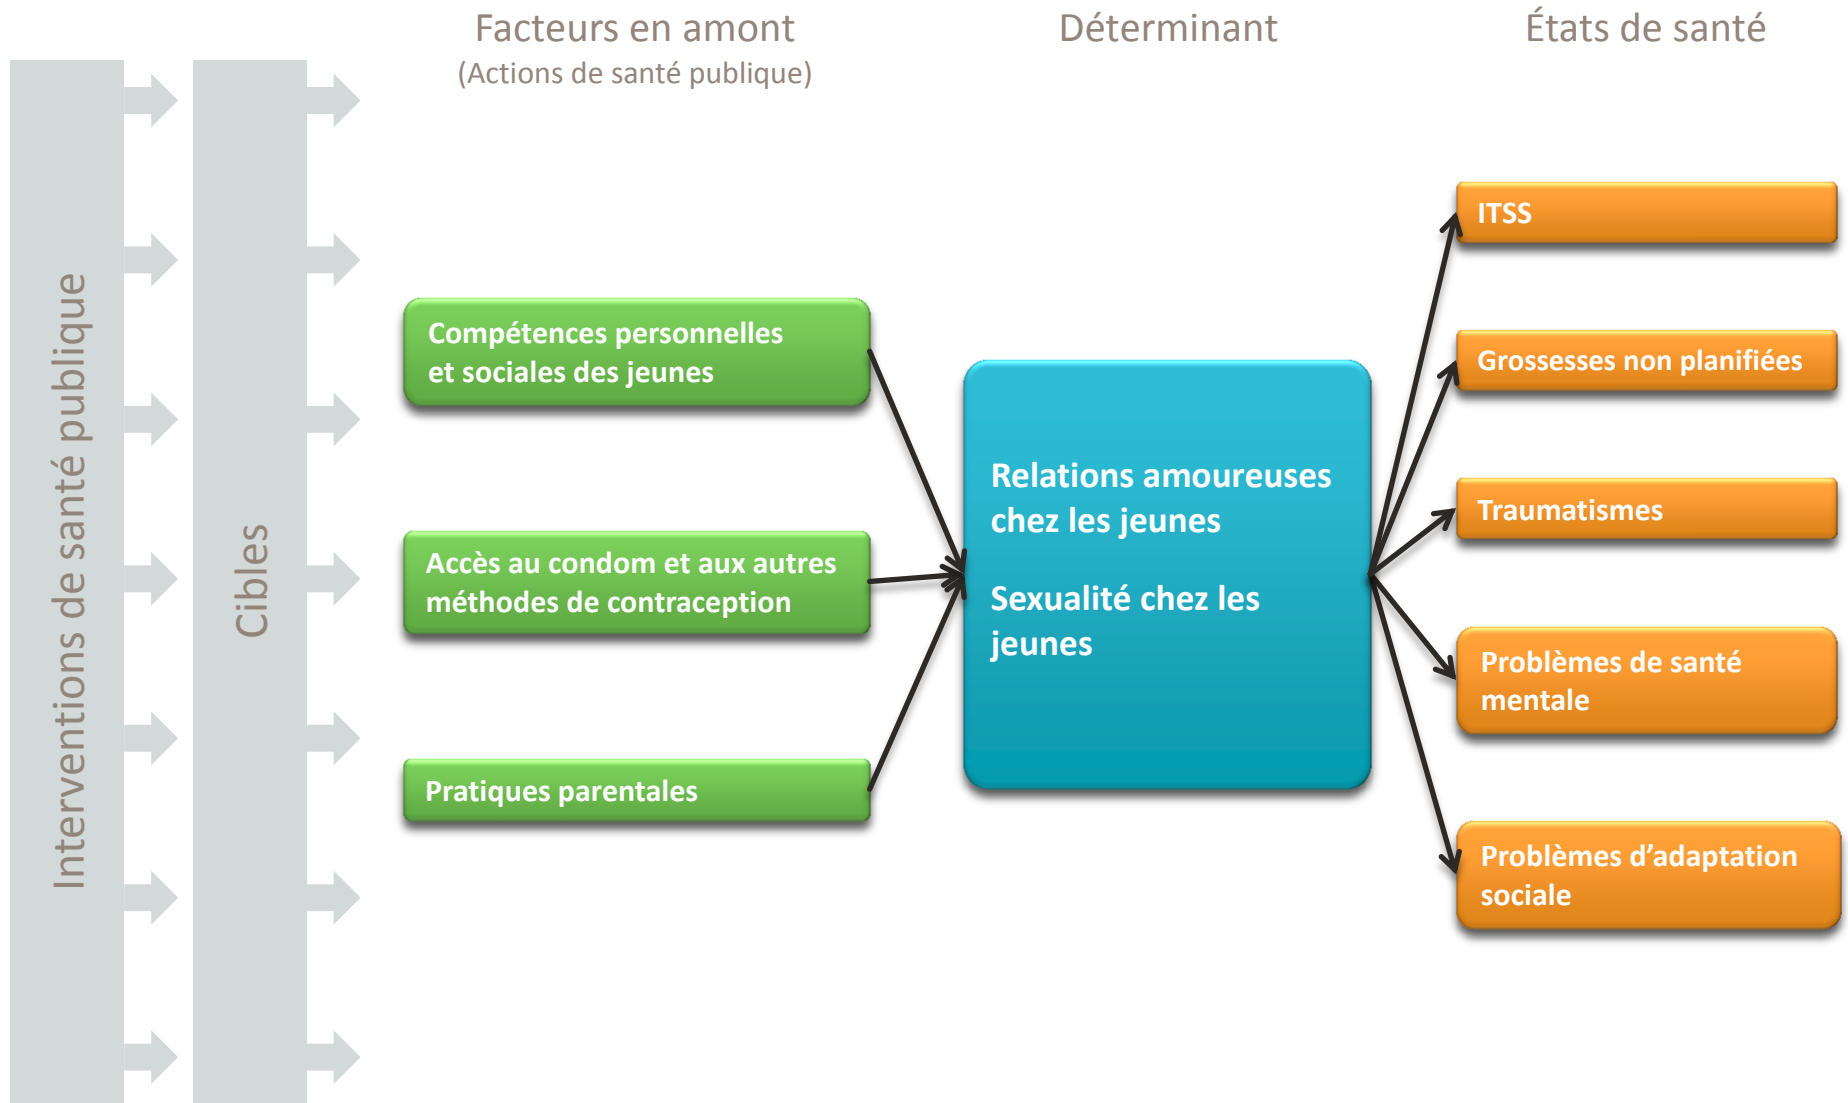 Facteurs en amont
(Actions de santé publique)
Déterminant
États de santé
Interventions de santé publique
Cibles
Compétences personnelles
et sociales des jeunes
Accès au condom et aux autres
méthodes de contraception
Pratiques parentales
Relations amoureuses
chez les jeunes
Sexualité chez les
jeunes
ITSS
Grossesses non planifiées
Traumatismes
Problèmes de santé
mentale
Problèmes d’adaptation
sociale